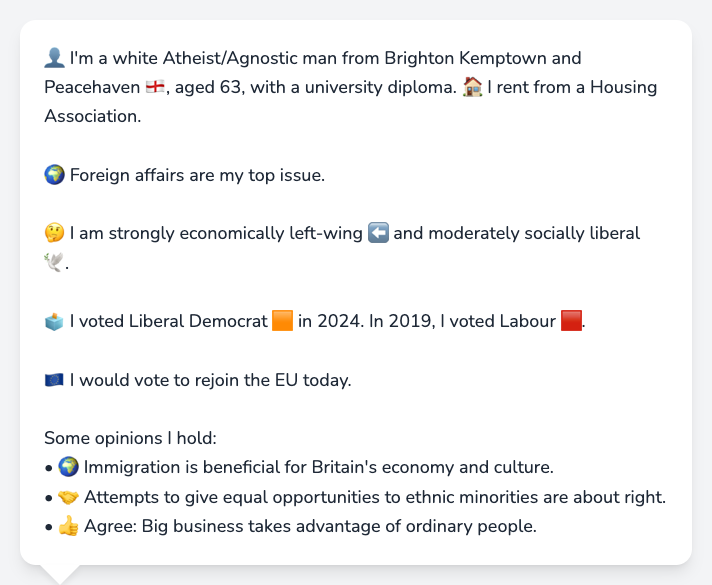 👤 I'm a white Atheist/Agnostic man from Brighton Kemptown and
Peacehaven 🏴󠁧󠁢󠁥󠁮󠁧󠁿, aged 63, with a university diploma. 🏠 I rent from a Housing
Association.
🌍 Foreign affairs are my top issue.
🤔 I am strongly economically left-wing ⬅️ and moderately socially liberal
🕊️.
🗳️ I voted Liberal Democrat 🟧 in 2024. In 2019, I voted Labour 🟥.
🇪🇺 I would vote to rejoin the EU today.
Some opinions I hold:
• 🌍 Immigration is beneficial for Britain's economy and culture.
• 🤝 Attempts to give equal opportunities to ethnic minorities are about right.
• 👍 Agree: Big business takes advantage of ordinary people.